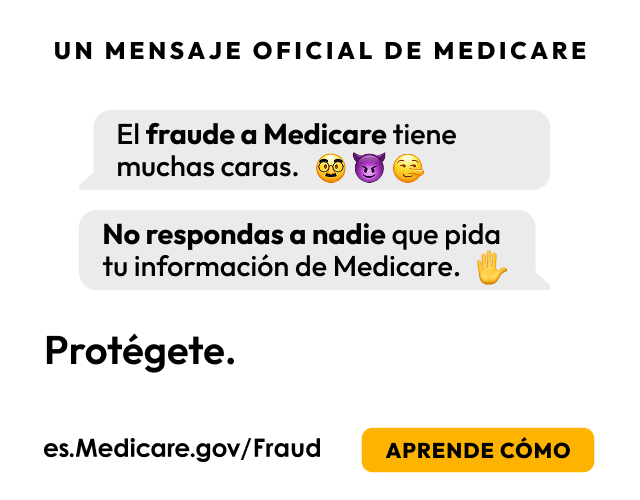 UN MENSAJE OFICIAL DE MEDICARE
El fraude a Medicare tiene
muchas caras. 🥸😈🤥
No respondas a nadie que pida
tu información de Medicare. ✋
Protégete.
es.Medicare.gov/Fraud
APRENDE CÓMO